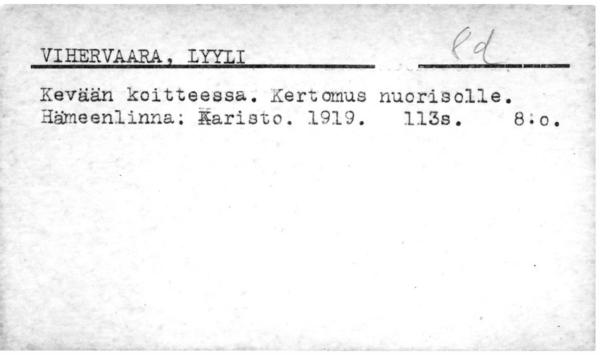 VIHERVAARA, LYYLI
Kevään koitteessa. Kertomus nuorisolle.
Hämeenlinna: Karisto. 1919. 113s. 8:o.